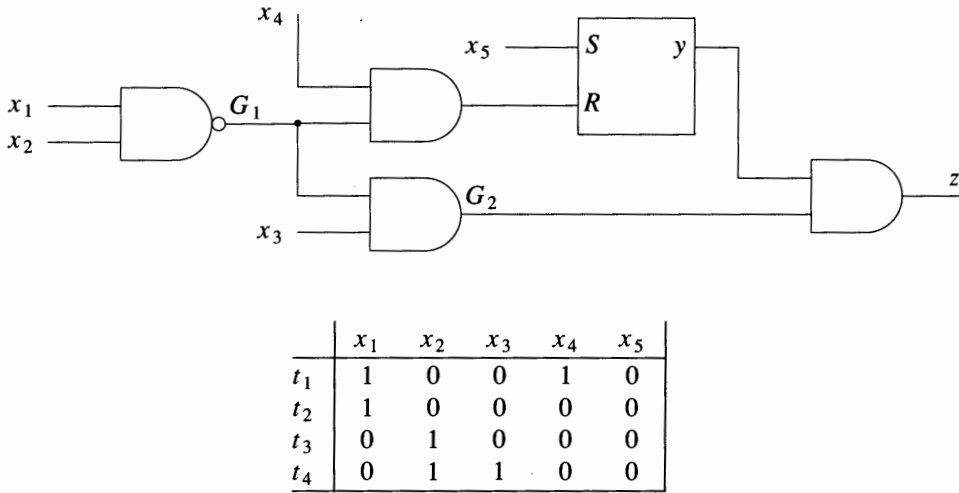 x₄
x₅ S y
G₁ R
x₁
x₂
z
G₂
x₃
x₁ x₂ x₃ x₄ x₅
t₁ 1 0 0 1 0
t₂ 1 0 0 0 0
t₃ 0 1 0 0 0
t₄ 0 1 1 0 0